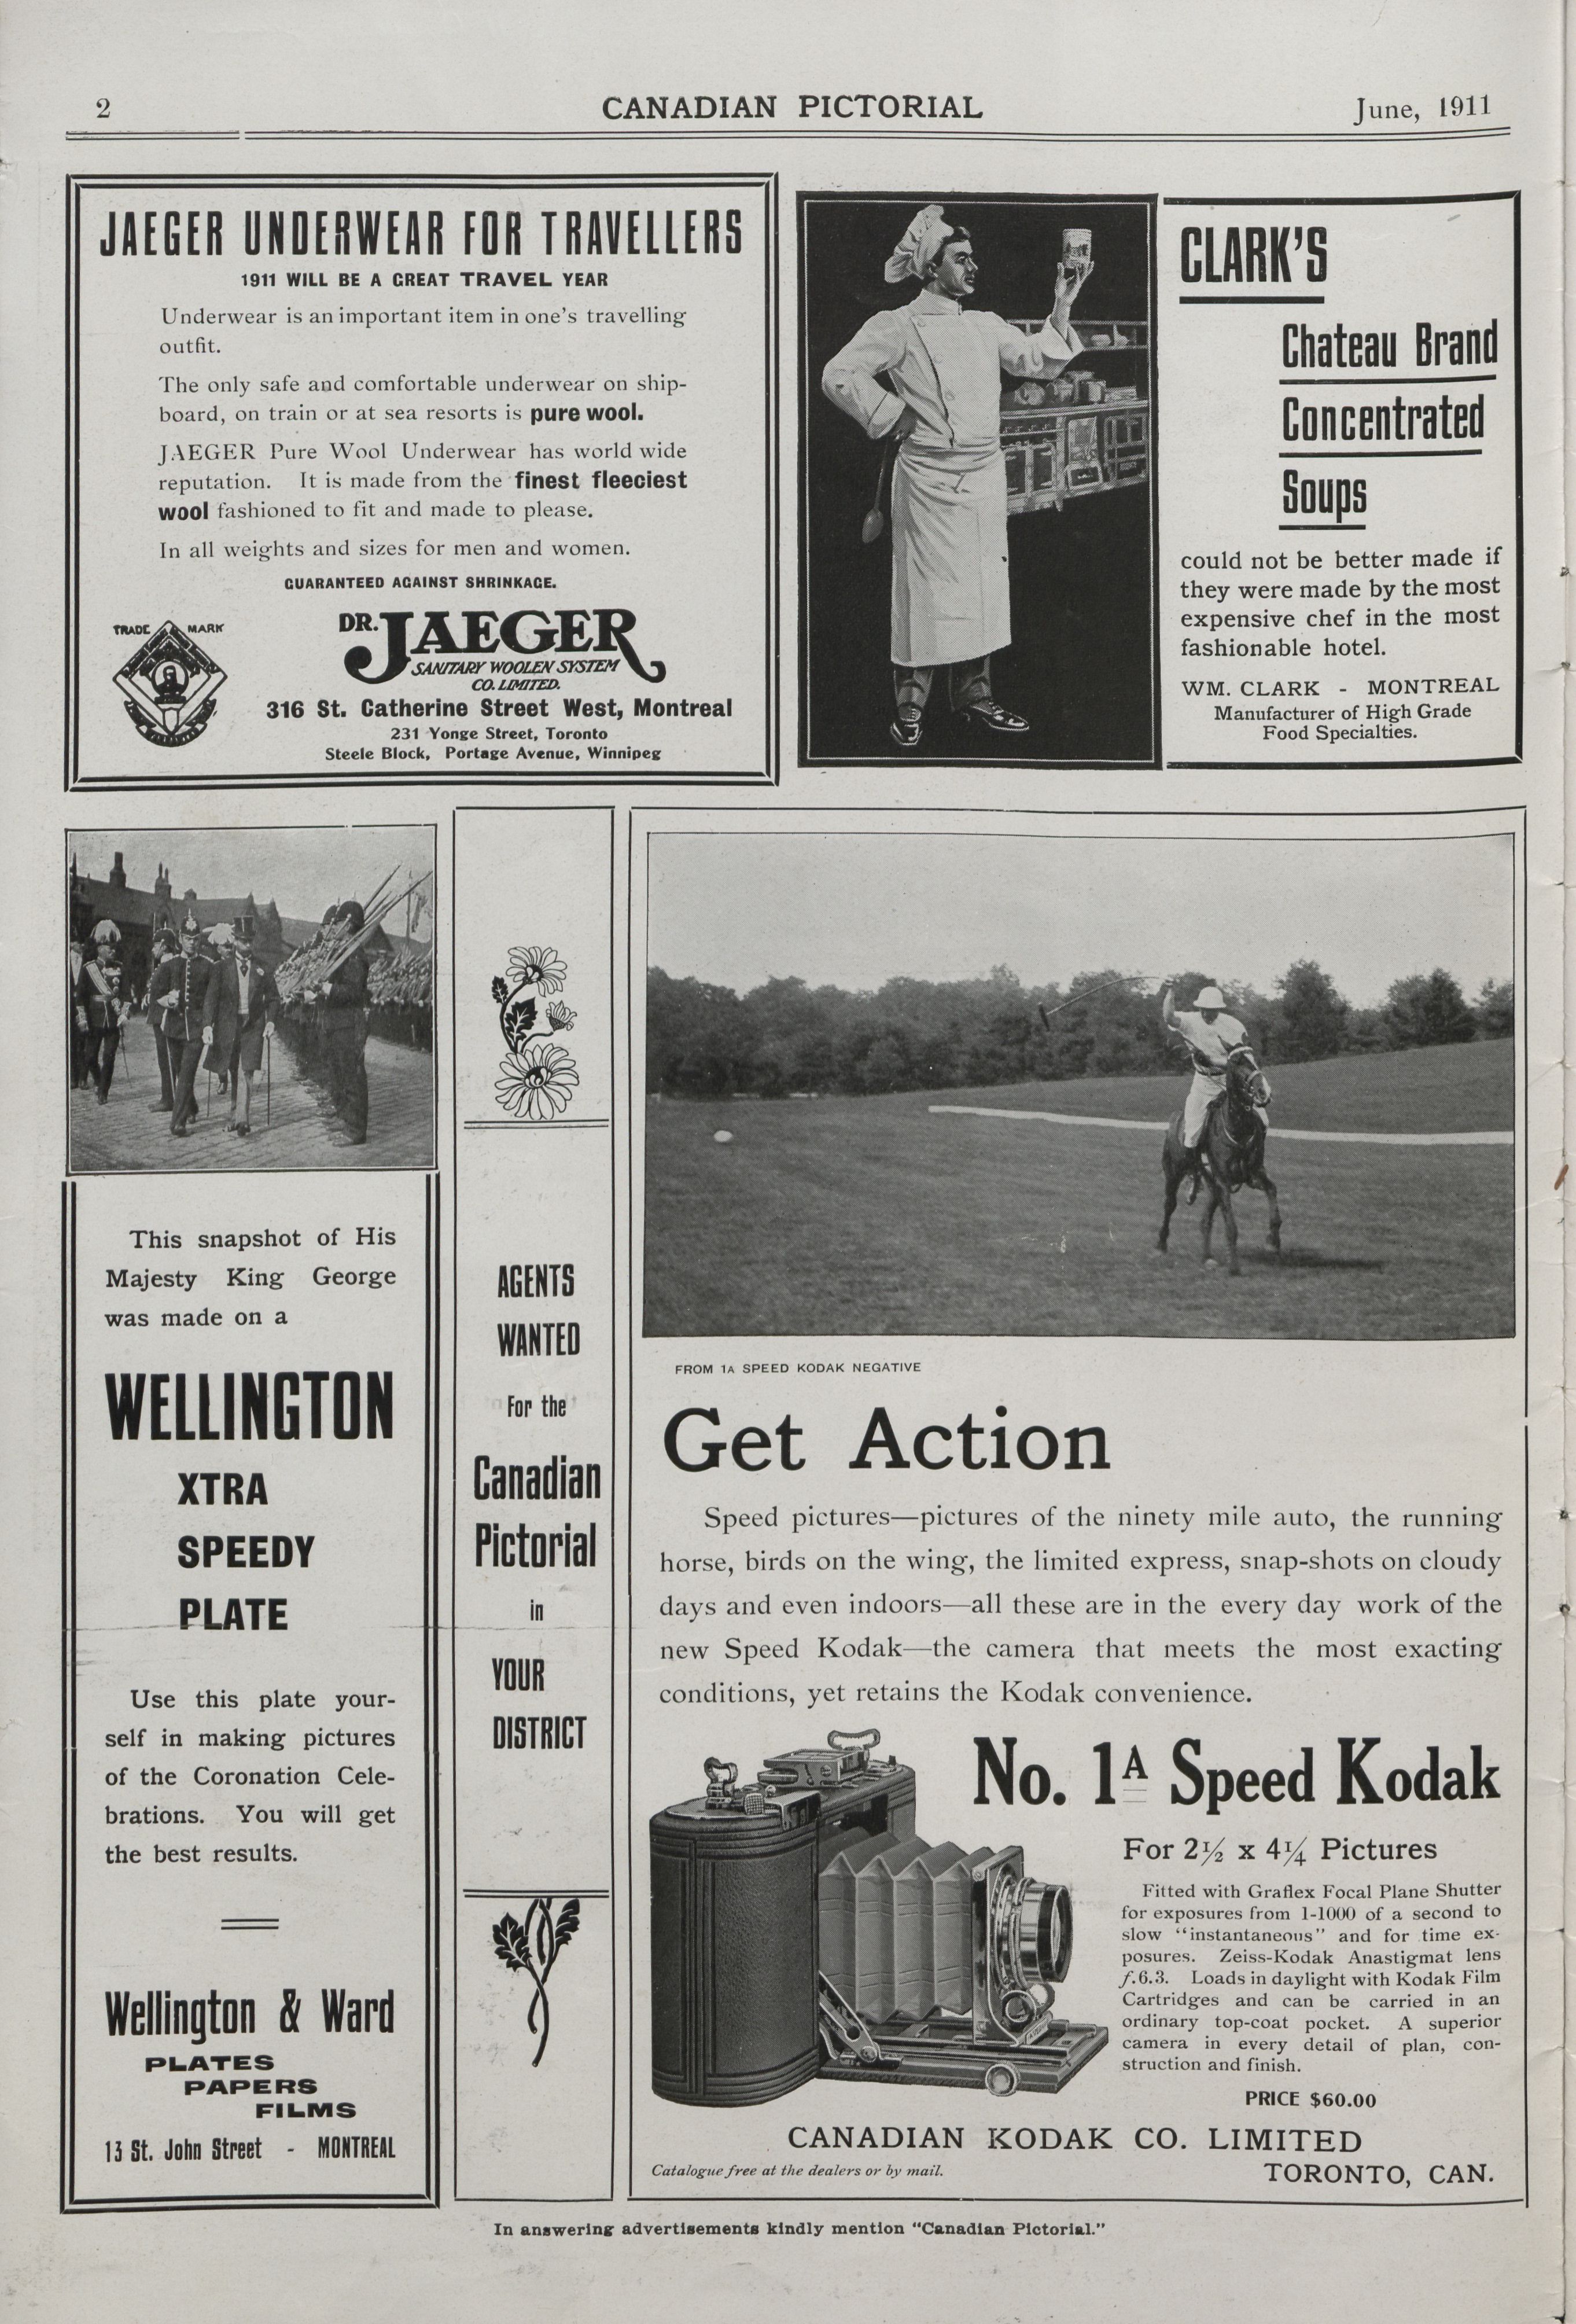 2
CANADIAN PICTORIAL
June, 1911
JAEGER UNDERWEAR FOR TRAVELLERS
1911 WILL BE A GREAT TRAVEL YEAR
Underwear is an important item in one's travelling
outfit.
The only safe and comfortable underwear on ship-
board, on train or at sea resorts is pure wool.
JAEGER Pure Wool Underwear has world wide
reputation. It is made from the finest fleeciest
wool fashioned to fit and made to please.
In all weights and sizes for men and women.
GUARANTEED AGAINST SHRINKAGE.
TRADE MARK
DR. JAEGER
SANITARY WOOLEN SYSTEM
CO. LIMITED.
316 St. Catherine Street West, Montreal
231 Yonge Street, Toronto
Steele Block, Portage Avenue, Winnipeg
CLARK'S
Chateau Brand
Concentrated
Soups
could not be better made if
they were made by the most
expensive chef in the most
fashionable hotel.
WM. CLARK - MONTREAL
Manufacturer of High Grade
Food Specialties.
This snapshot of His
Majesty King George
was made on a
WELLINGTON
XTRA
SPEEDY
PLATE
Use this plate your-
self in making pictures
of the Coronation Cele-
brations. You will get
the best results.
Wellington & Ward
PLATES
PAPERS
FILMS
13 St. John Street - MONTREAL
AGENTS
WANTED
For the
Canadian
Pictorial
in
YOUR
DISTRICT
FROM 1A SPEED KODAK NEGATIVE
Get Action
Speed pictures—pictures of the ninety mile auto, the running
horse, birds on the wing, the limited express, snap-shots on cloudy
days and even indoors—all these are in the every day work of the
new Speed Kodak—the camera that meets the most exacting
conditions, yet retains the Kodak convenience.
No. 1A Speed Kodak
For 2½ x 4¼ Pictures
Fitted with Graflex Focal Plane Shutter
for exposures from 1-1000 of a second to
slow "instantaneous" and for time ex-
posures. Zeiss-Kodak Anastigmat lens
f.6.3. Loads in daylight with Kodak Film
Cartridges and can be carried in an
ordinary top-coat pocket. A superior
camera in every detail of plan, con-
struction and finish.
PRICE $60.00
CANADIAN KODAK CO. LIMITED
Catalogue free at the dealers or by mail.
TORONTO, CAN.
In answering advertisements kindly mention "Canadian Pictorial."